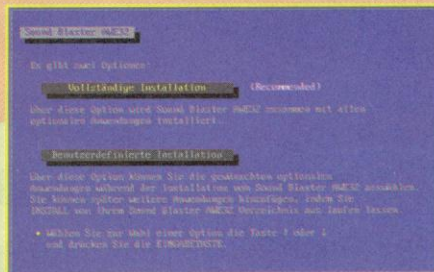 Sound Blaster AWE32
Es gibt zwei Optionen:
Vollständige Installation (Recommended)
Über diese Option wird Sound Blaster AWE32 zusammen mit allen
optionalen Anwendungen installiert.
Benutzerdefinierte Installation
Über diese Option können Sie die gewünschten optionalen
Anwendungen während der Installation von Sound Blaster AWE32 auswählen.
Sie können später weitere Anwendungen hinzufügen, indem Sie
INSTALL von Ihrem Sound Blaster AWE32 Verzeichnis aus laufen lassen.
• Wählen Sie zur Wahl einer Option die Taste ↑ oder ↓
und drücken Sie die EINGABETASTE.